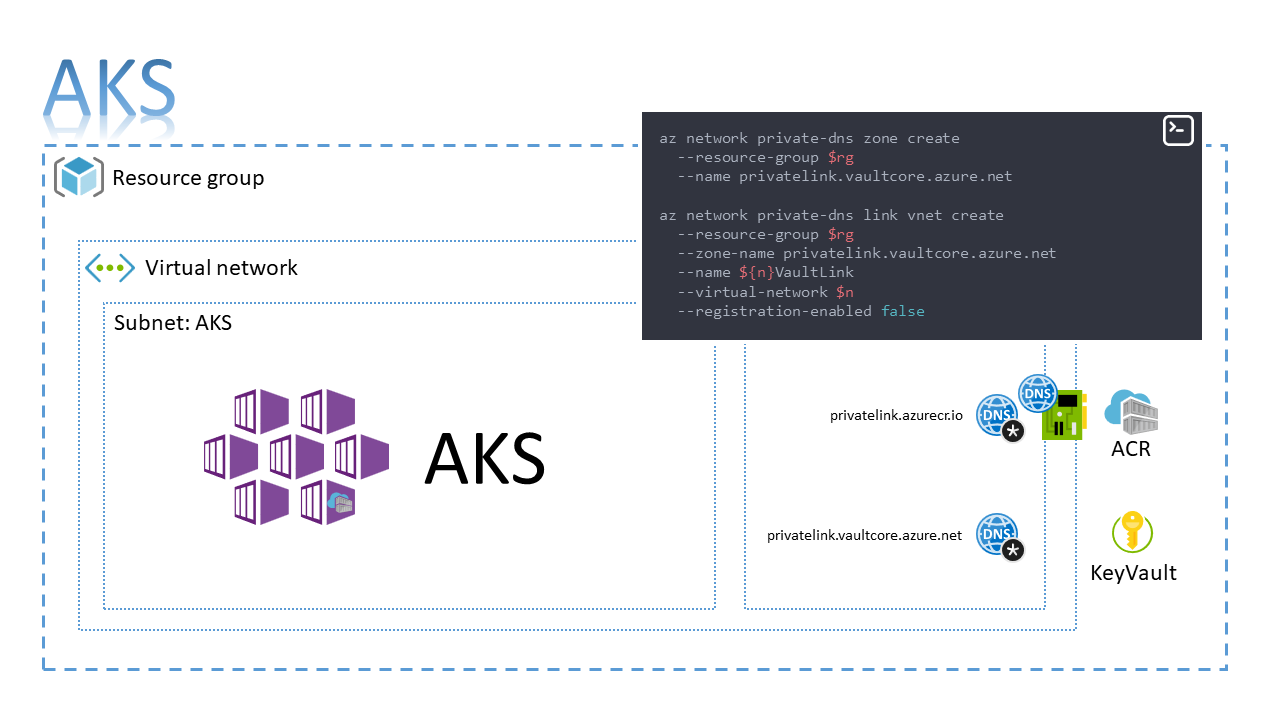 AKS
Resource group
az network private-dns zone create
--resource-group $rg
--name privatelink.vaultcore.azure.net
az network private-dns link vnet create
--resource-group $rg
--zone-name privatelink.vaultcore.azure.net
--name ${n}VaultLink
--virtual-network $n
--registration-enabled false
Virtual network
Subnet: AKS
AKS
privatelink.azurecr.io
DNS
*
DNS
ACR
privatelink.vaultcore.azure.net
DNS
*
KeyVault